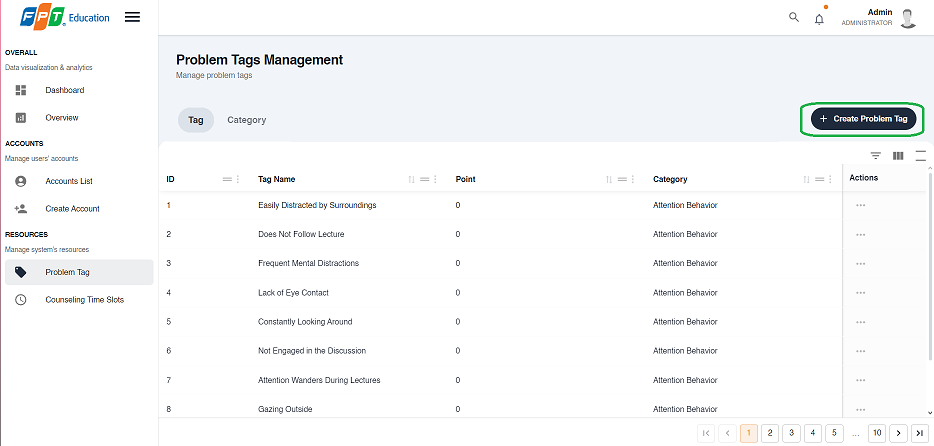 FPT Education
Admin
ADMINISTRATOR
OVERALL
Data visualization & analytics
Dashboard
Overview
ACCOUNTS
Manage users' accounts
Accounts List
Create Account
RESOURCES
Manage system's resources
Problem Tag
Counseling Time Slots
Problem Tags Management
Manage problem tags
Tag Category
+ Create Problem Tag
ID Tag Name Point Category Actions
1 Easily Distracted by Surroundings 0 Attention Behavior ...
2 Does Not Follow Lecture 0 Attention Behavior ...
3 Frequent Mental Distractions 0 Attention Behavior ...
4 Lack of Eye Contact 0 Attention Behavior ...
5 Constantly Looking Around 0 Attention Behavior ...
6 Not Engaged in the Discussion 0 Attention Behavior ...
7 Attention Wanders During Lectures 0 Attention Behavior ...
8 Gazing Outside 0 Attention Behavior ...
1 2 3 4 5 ... 10